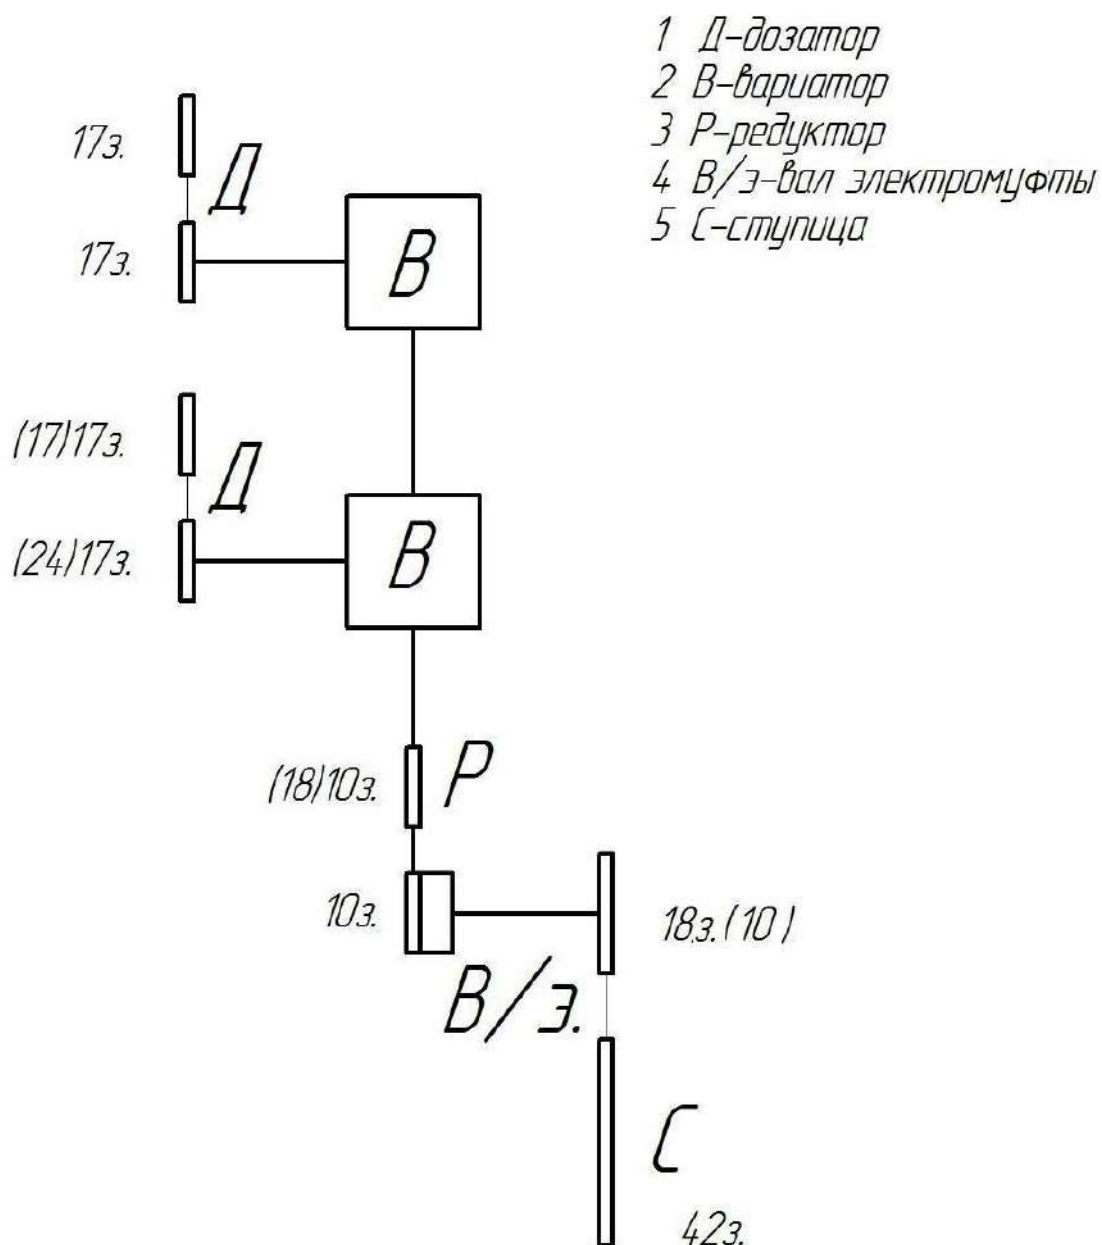 1 Д-дозатор
2 В-вариатор
3 Р-редуктор
4 В/э-вал электромуфты
5 С-ступица
17з.
Д
17з.
В
(17)17з.
Д
(24)17з.
В
(18)10з.
Р
10з.
18з.(10)
В/э.
С
42з.